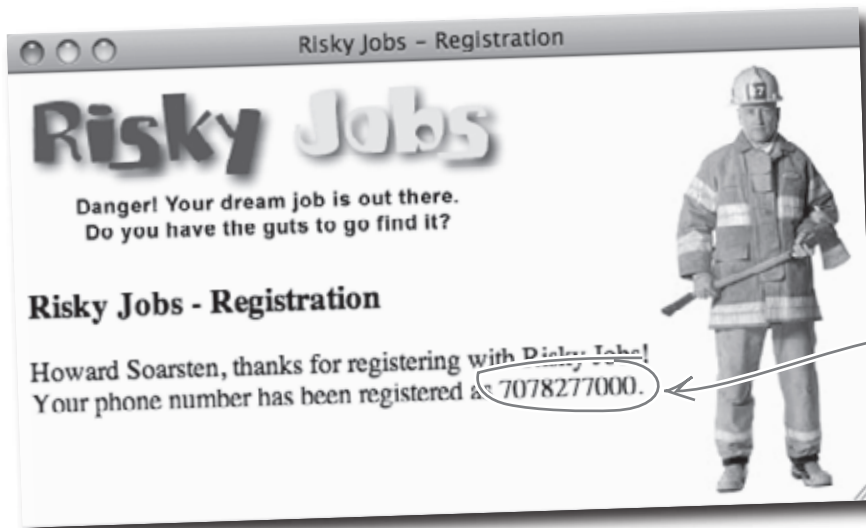 Risky Jobs – Registration
Risky Jobs
Danger! Your dream job is out there.
Do you have the guts to go find it?
Risky Jobs - Registration
Howard Soarsten, thanks for registering with Risky Jobs!
Your phone number has been registered as 7078277000.